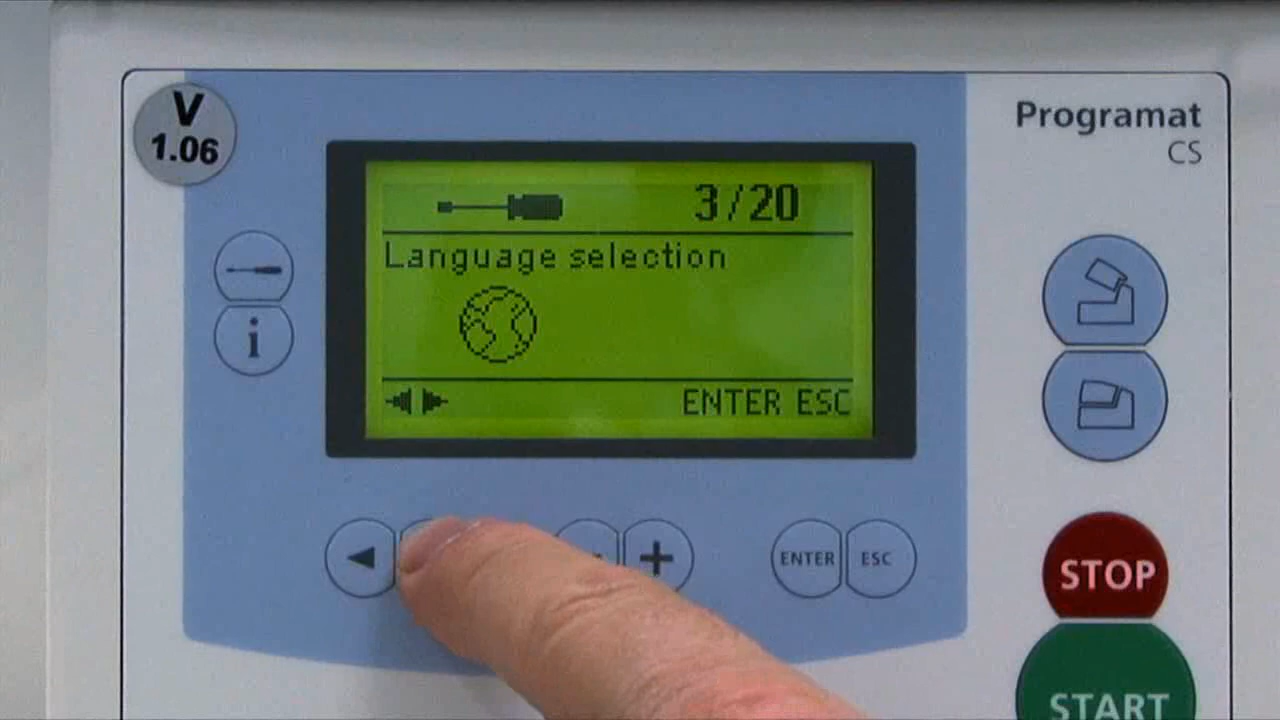 V
1.06
Programat
CS
3/20
Language selection
ENTER ESC
i
+
ENTER
ESC
STOP
START